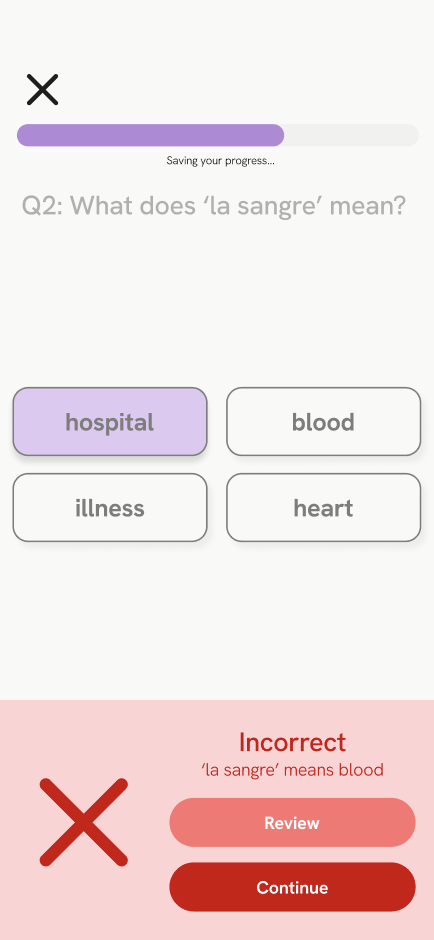 Saving your progress...
Q2: What does ‘la sangre’ mean?
hospital
blood
illness
heart
Incorrect
‘la sangre’ means blood
Review
Continue